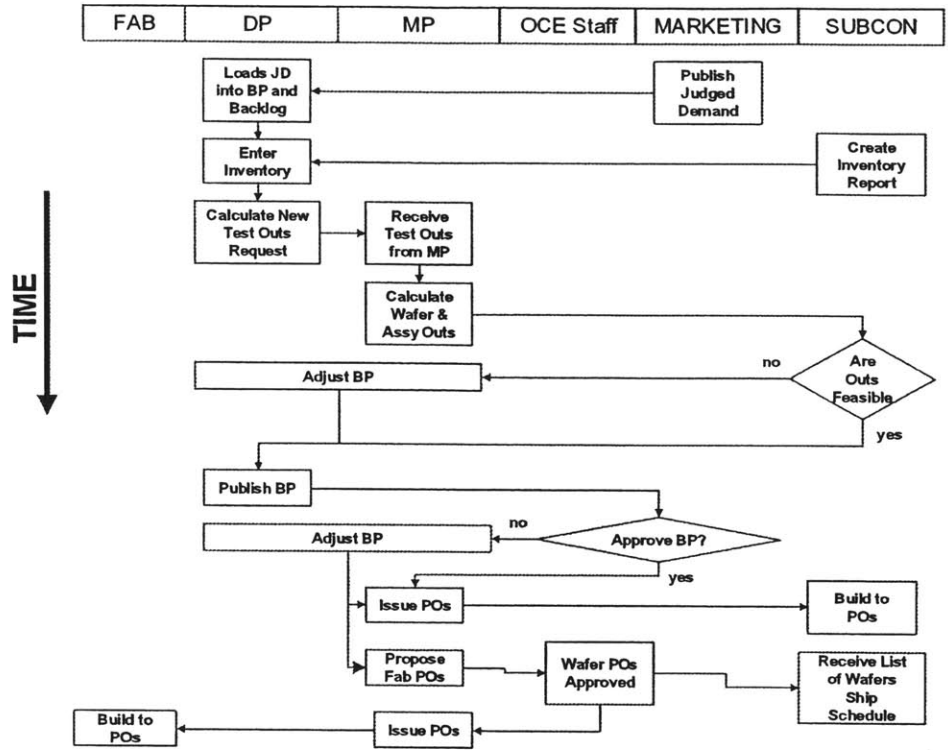 FAB DP MP OCE Staff MARKETING SUBCON
Loads JD
into BP and
Backlog
Publish
Judged
Demand
Enter
Inventory
Create
Inventory
Report
Calculate New
Test Outs
Request
Receive
Test Outs
from MP
TIME
Calculate
Wafer &
Assy Outs
Adjust BP
no
Are
Outs
Feasible
yes
Publish BP
Adjust BP
no
Approve BP?
yes
Issue POs
Build to
POs
Propose
Fab POs
Wafer POs
Approved
Receive List
of Wafers
Ship
Schedule
Build to
POs
Issue POs